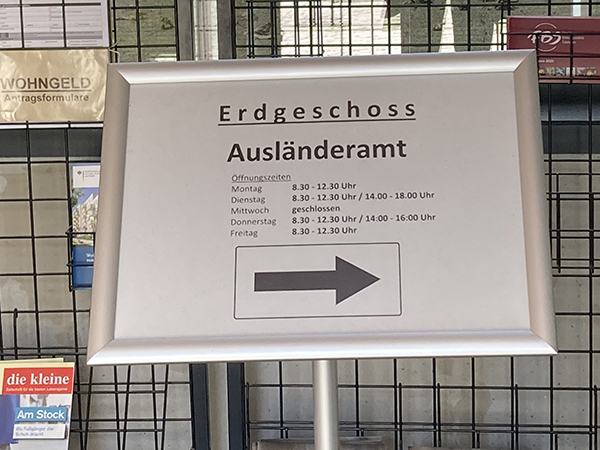 WOHNGELD
Antragsformulare
Erdgeschoss
Ausländeramt
Öffnungszeiten
Montag 8.30 - 12.30 Uhr
Dienstag 8.30 - 12.30 Uhr / 14.00 - 18.00 Uhr
Mittwoch geschlossen
Donnerstag 8.30 - 12.30 Uhr / 14:00 - 16:00 Uhr
Freitag 8.30 - 12.30 Uhr
die kleine
Am Stock